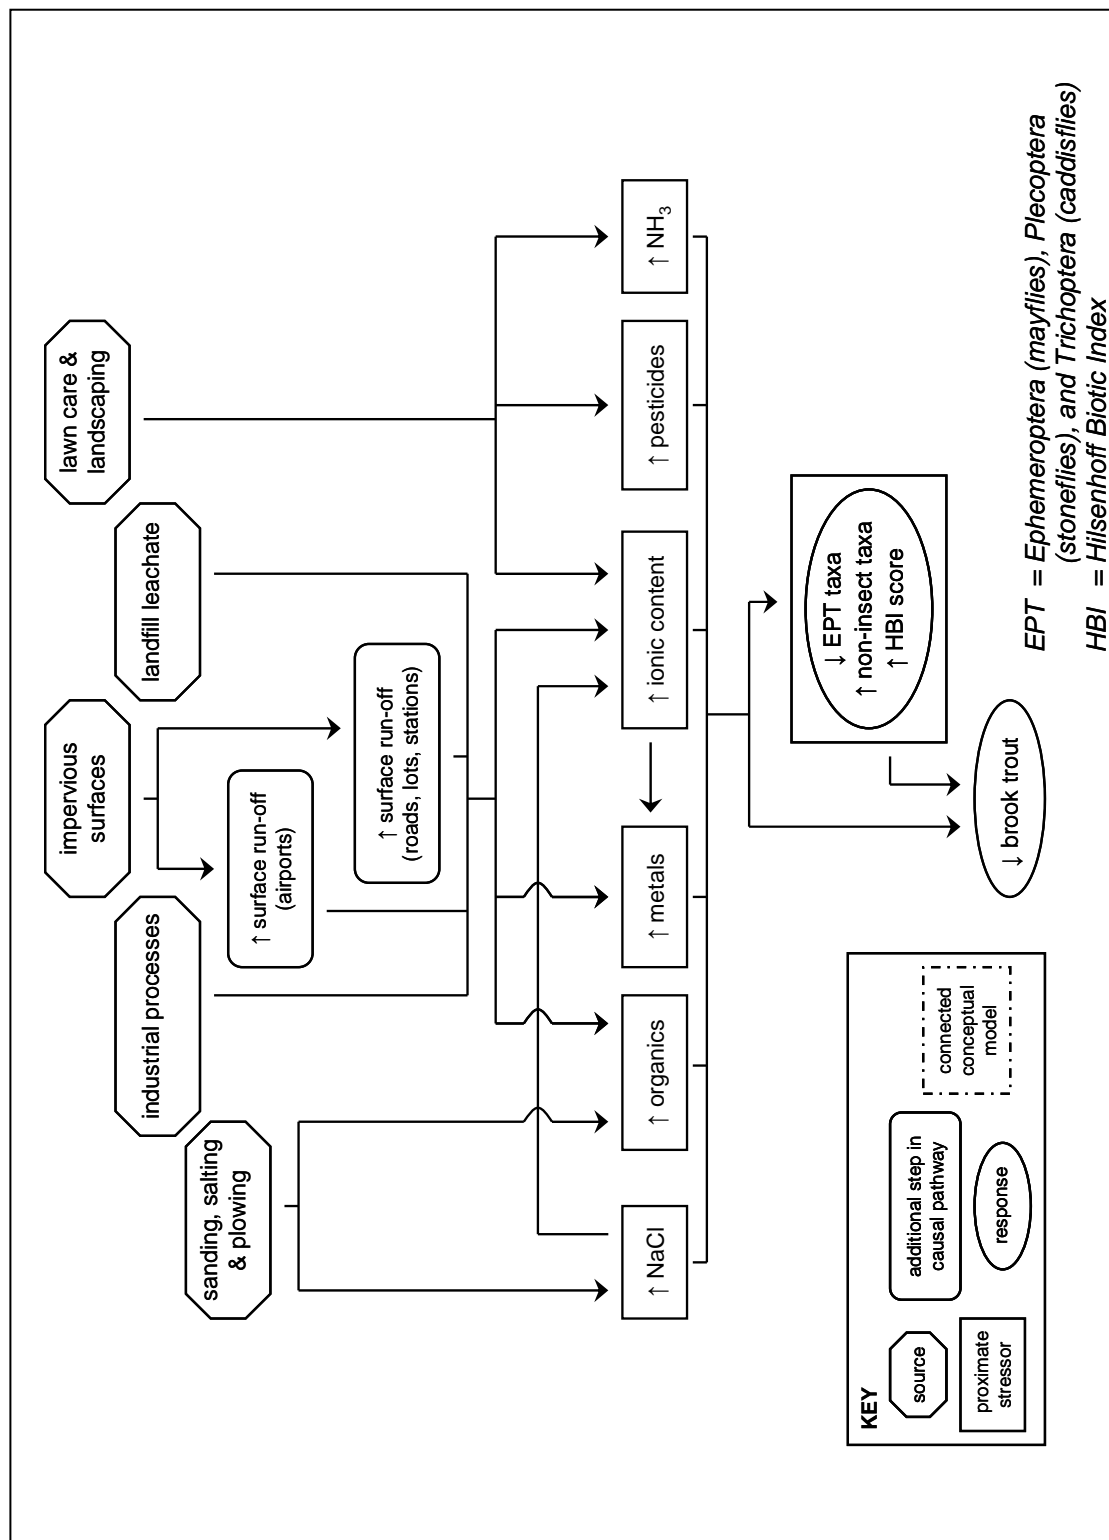 impervious
surfaces
lawn care &
landscaping
industrial processes
landfill leachate
sanding, salting
& plowing
↑ surface run-off
(airports)
↑ surface run-off
(roads, lots, stations)
↑ NaCl
↑ organics
↑ metals
↑ ionic content
↑ pesticides
↑ NH₃
↓ EPT taxa
↑ non-insect taxa
↑ HBI score
↓ brook trout
KEY
source
additional step in
causal pathway
connected
conceptual
model
proximate
stressor
response
EPT = Ephemeroptera (mayflies), Plecoptera
(stoneflies), and Trichoptera (caddisflies)
HBI = Hilsenhoff Biotic Index